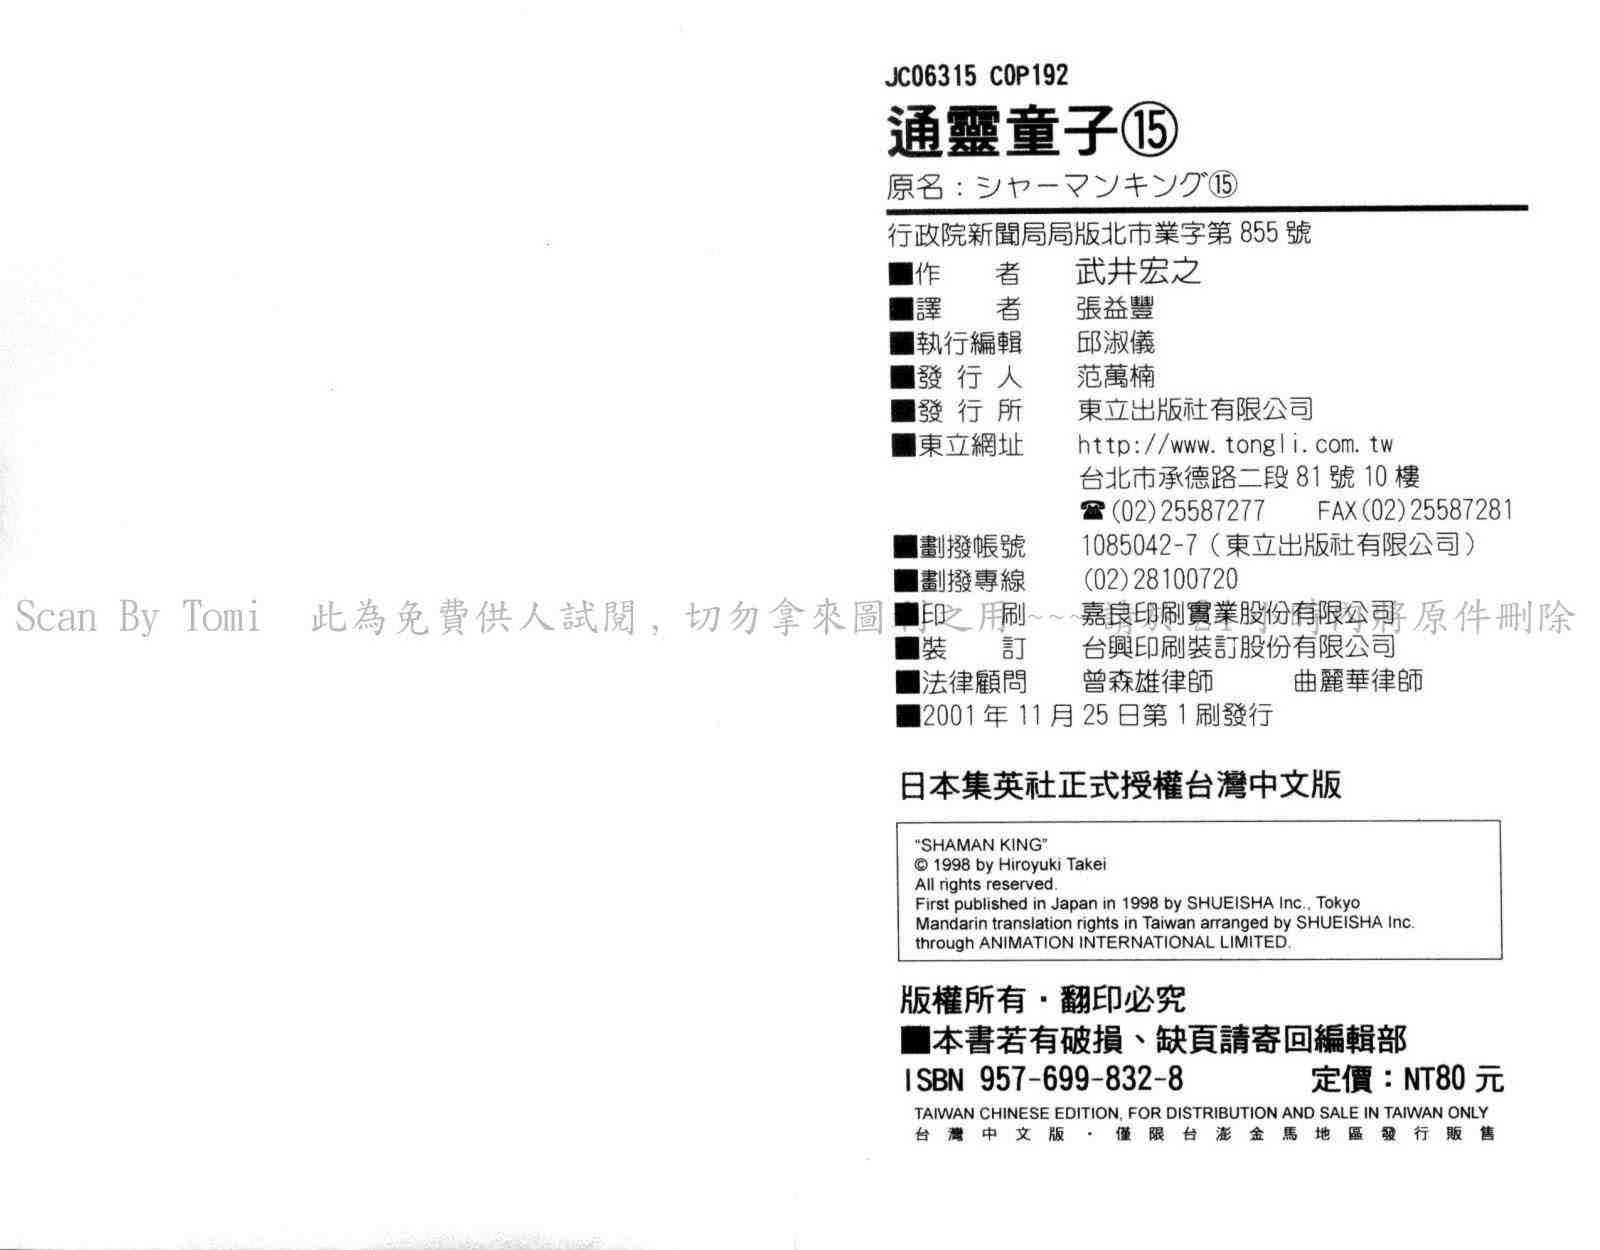 JC06315 COP192
通靈童子⑮
原名：シャーマンキング⑮
行政院新聞局局版北市業字第 855 號
■作　　者　武井宏之
■譯　　者　張益豐
■執行編輯　邱淑儀
■發 行 人　范萬楠
■發 行 所　東立出版社有限公司
■東立網址　http://www.tongli.com.tw
台北市承德路二段 81 號 10 樓
☎(02)25587277　FAX(02)25587281
■劃撥帳號　1085042-7（東立出版社有限公司）
■劃撥專線　(02)28100720
Scan By Tomi　此為免費供人試閱，切勿拿來圖利之用~~~ 將原件刪除
■印　　刷　嘉良印刷實業股份有限公司
■裝　　訂　台興印刷裝訂股份有限公司
■法律顧問　曾森雄律師　曲麗華律師
■2001 年 11 月 25 日第 1 刷發行
日本集英社正式授權台灣中文版
"SHAMAN KING"
© 1998 by Hiroyuki Takei
All rights reserved.
First published in Japan in 1998 by SHUEISHA Inc., Tokyo
Mandarin translation rights in Taiwan arranged by SHUEISHA Inc.
through ANIMATION INTERNATIONAL LIMITED.
版權所有・翻印必究
■本書若有破損、缺頁請寄回編輯部
ISBN 957-699-832-8　定價：NT80 元
TAIWAN CHINESE EDITION, FOR DISTRIBUTION AND SALE IN TAIWAN ONLY
台灣中文版・僅限台澎金馬地區發行販售